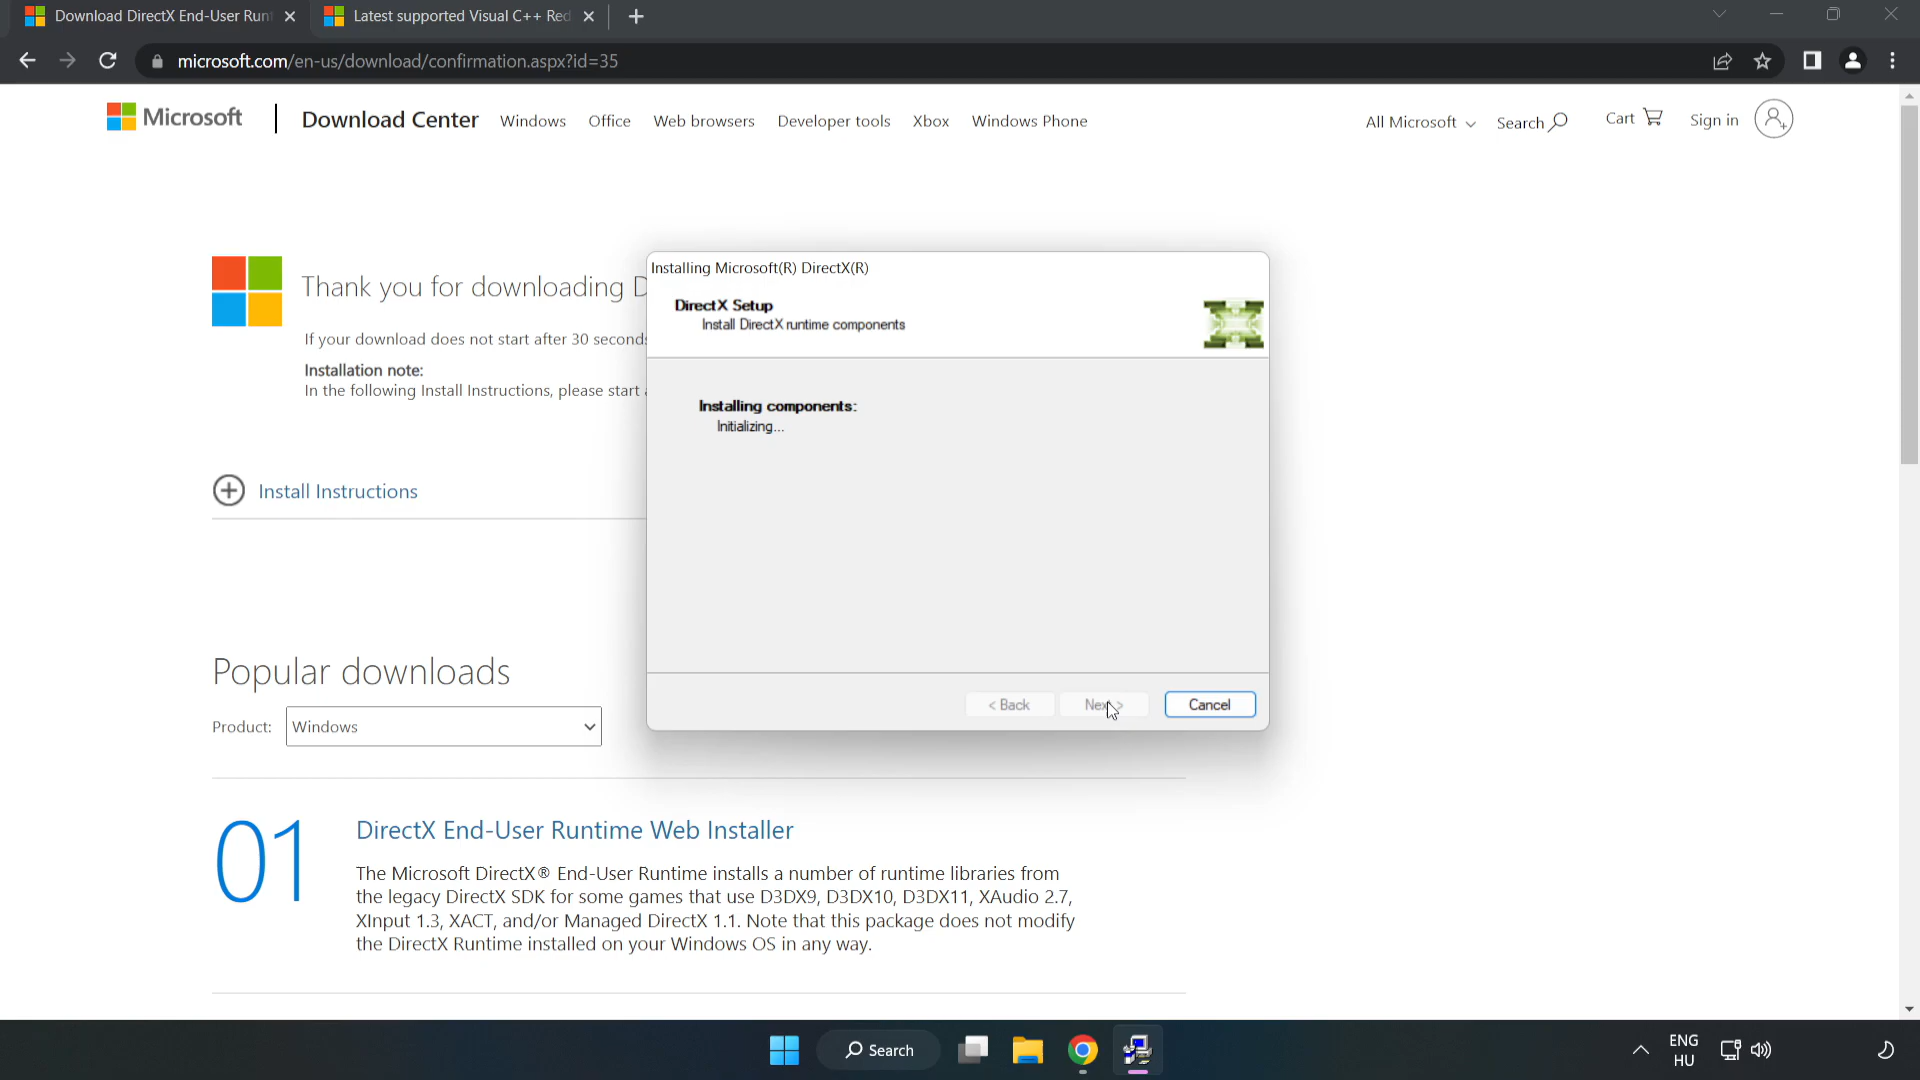 Download DirectX End-User Runt
Latest supported Visual C++ Red
microsoft.com/en-us/download/confirmation.aspx?id=35
Microsoft
Download Center
Windows
Office
Web browsers
Developer tools
Xbox
Windows Phone
All Microsoft
Search
Cart
Sign in
Thank you for downloading D
If your download does not start after 30 seconds
Installation note:
In the following Install Instructions, please start a
Install Instructions
Installing Microsoft(R) DirectX(R)
DirectX Setup
Install DirectX runtime components
Installing components:
Initializing...
< Back
Next >
Cancel
Popular downloads
Product:
Windows
01
DirectX End-User Runtime Web Installer
The Microsoft DirectX® End-User Runtime installs a number of runtime libraries from
the legacy DirectX SDK for some games that use D3DX9, D3DX10, D3DX11, XAudio 2.7,
XInput 1.3, XACT, and/or Managed DirectX 1.1. Note that this package does not modify
the DirectX Runtime installed on your Windows OS in any way.
Search
ENG
HU